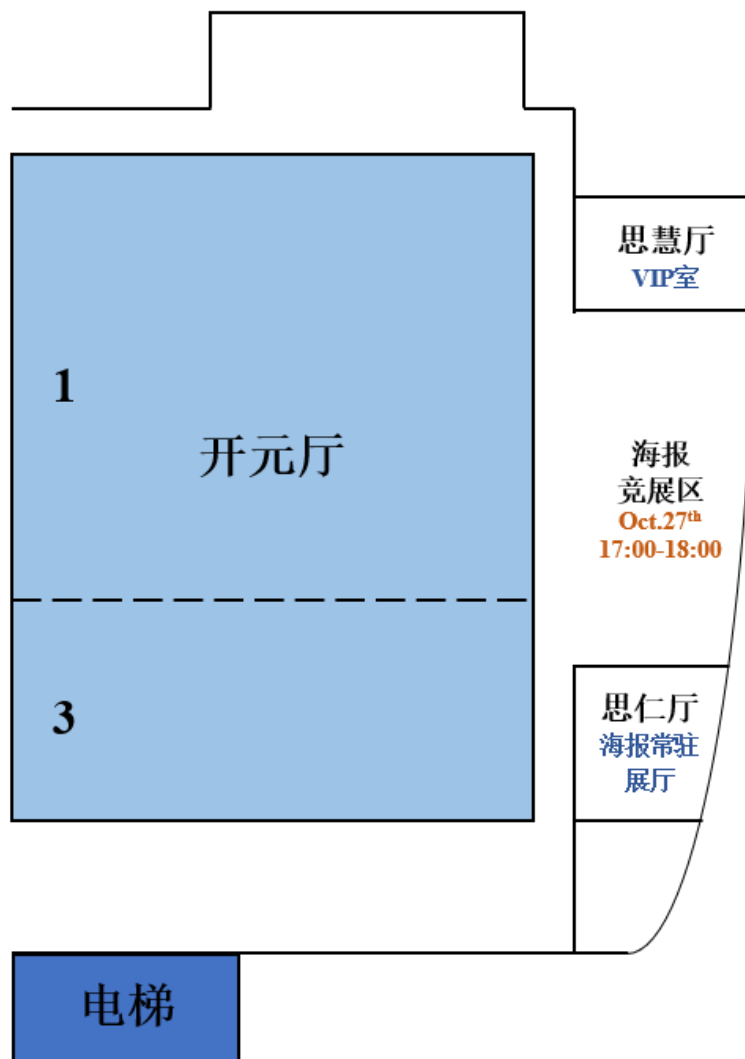 思慧厅
VIP室
1
开元厅
海报
竞展区
Oct.27th
17:00-18:00
3
思仁厅
海报常驻
展厅
电梯